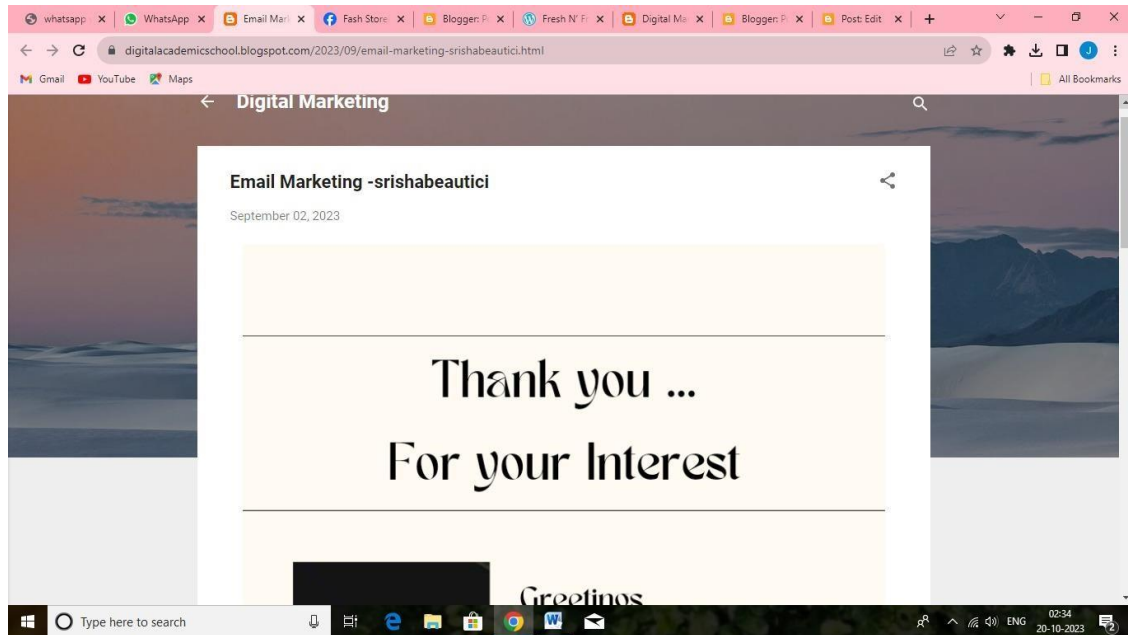 whatsapp
WhatsApp
Email Mar
Fash Store
Blogger: P
Fresh N' F
Digital Ma
Blogger: P
Post: Edit
digitalacademicschool.blogspot.com/2023/09/email-marketing-srishabeautici.html
J
Gmail
YouTube
Maps
All Bookmarks
Digital Marketing
Email Marketing -srishabeautici
September 02, 2023
Thank you ...
For your Interest
Greetings
Type here to search
ENG
02:34
20-10-2023
2